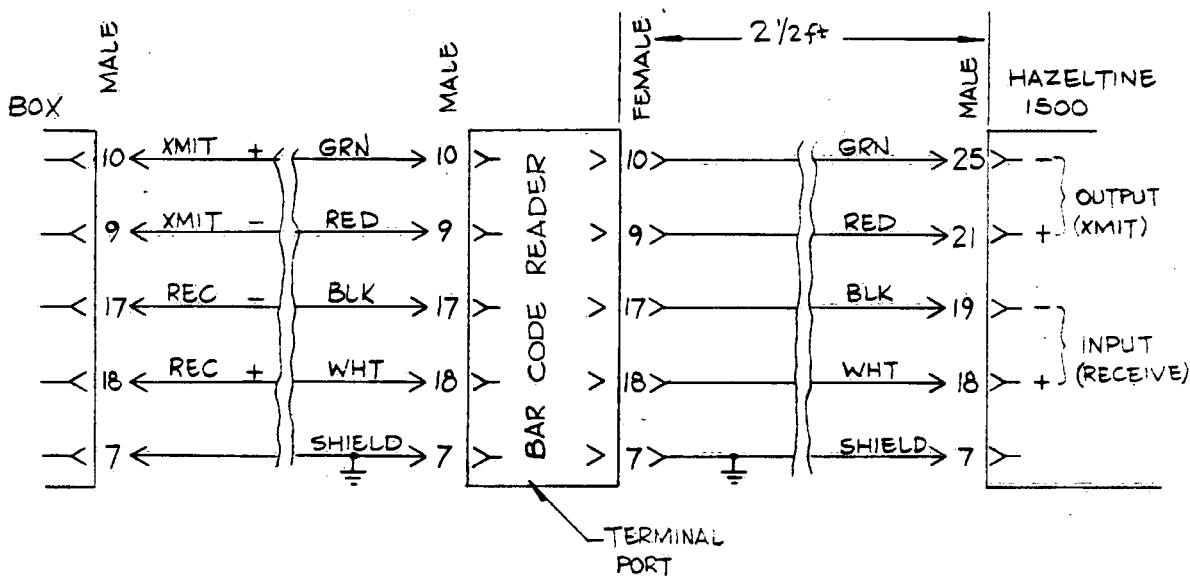 MALE
MALE
FEMALE
2 1/2 ft
MALE
HAZELTINE
1500
BOX
10 XMIT + GRN 10 10 GRN 25 -
9 XMIT - RED 9 9 RED 21 +
OUTPUT
(XMIT)
17 REC - BLK 17 17 BLK 19 -
18 REC + WHT 18 18 WHT 18 +
INPUT
(RECEIVE)
7 SHIELD 7 7 SHIELD 7
BAR CODE READER
TERMINAL
PORT